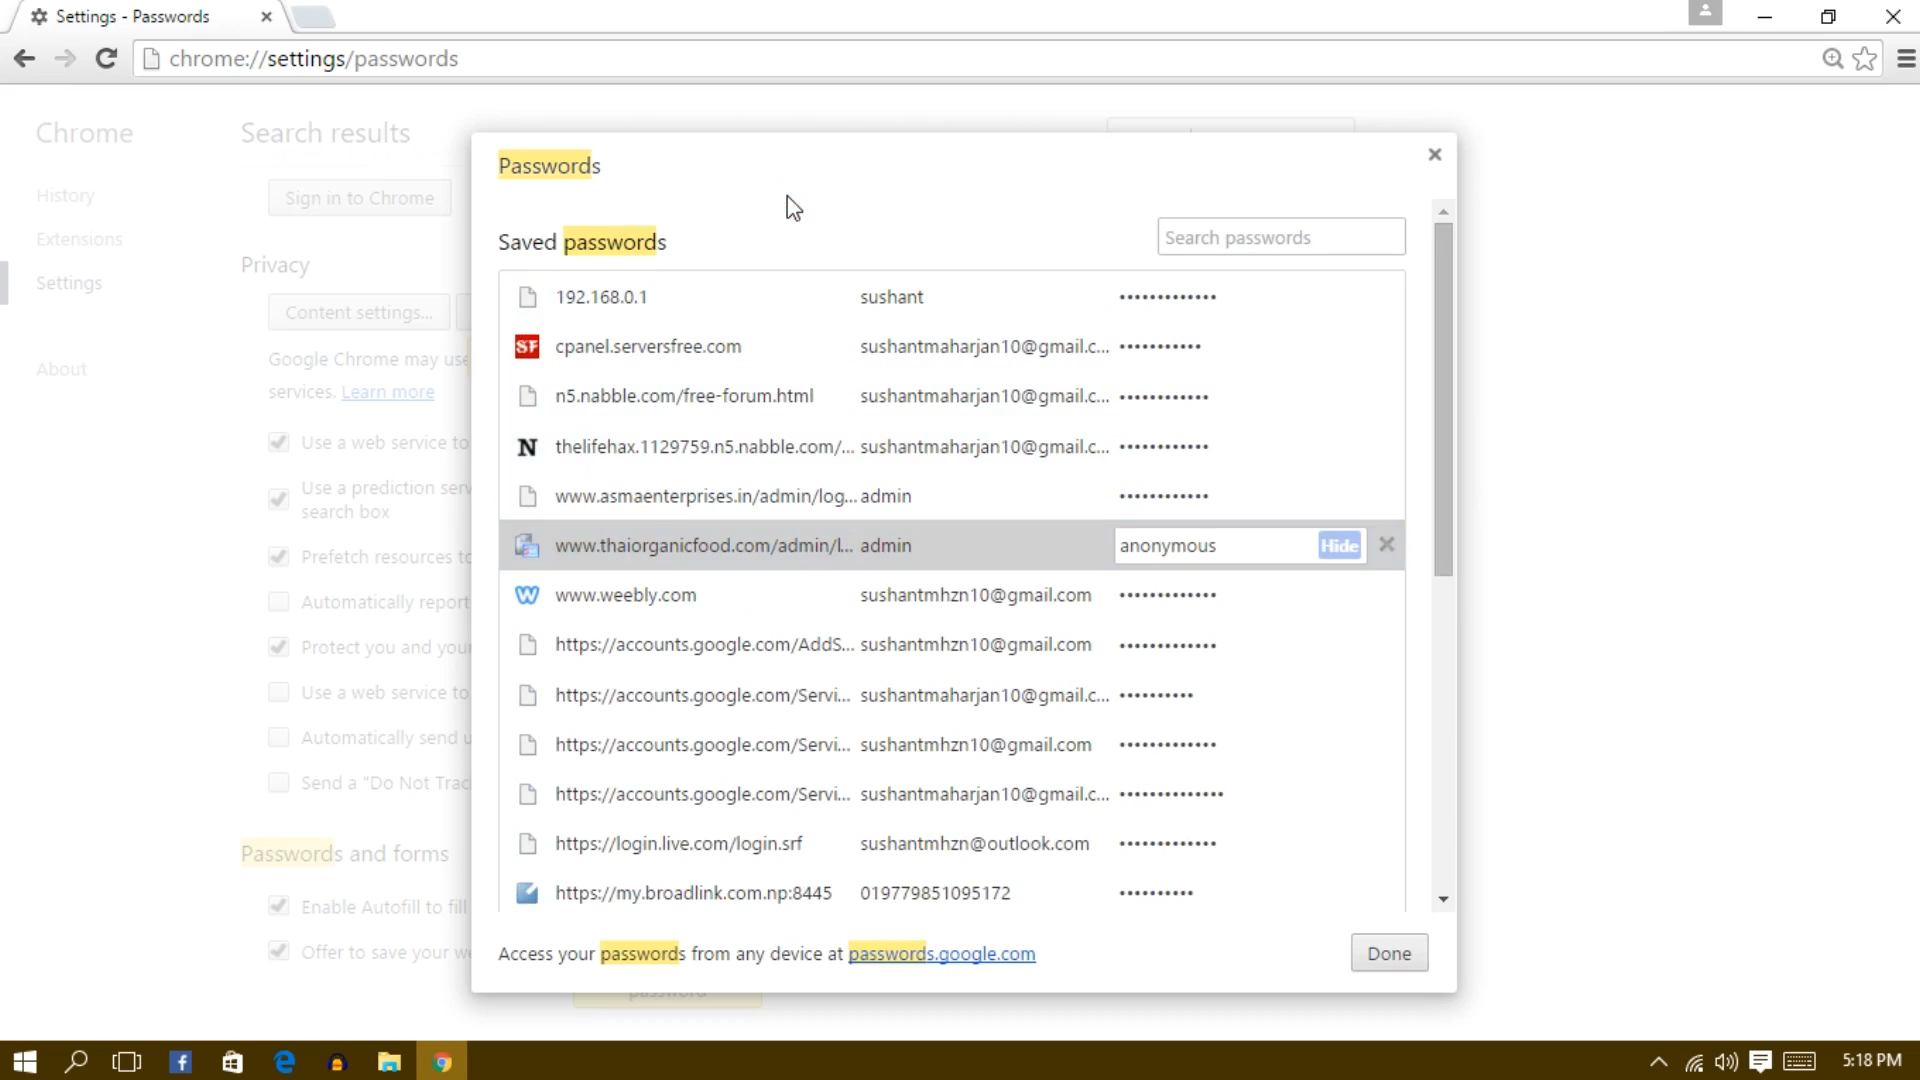 Settings - Passwords
chrome://settings/passwords
Chrome
History
Extensions
Settings
About
Search results
Sign in to Chrome
Privacy
Content settings...
Google Chrome may use
services. Learn more
Use a web service to
Use a prediction serv
search box
Prefetch resources to
Automatically report
Protect you and your
Use a web service to
Automatically send u
Send a "Do Not Trac
Passwords and forms
Enable Autofill to fill
Offer to save your we
password
Passwords
Saved passwords
Search passwords
192.168.0.1 sushant •••••••••••••
SF cpanel.serversfree.com sushantmaharjan10@gmail.c... •••••••••••
n5.nabble.com/free-forum.html sushantmaharjan10@gmail.c... ••••••••••••
N thelifehax.1129759.n5.nabble.com/... sushantmaharjan10@gmail.c... ••••••••••••
www.asmaenterprises.in/admin/log... admin ••••••••••••
www.thaiorganicfood.com/admin/l... admin anonymous Hide
www.weebly.com sushantmhzn10@gmail.com •••••••••••••
https://accounts.google.com/AddS... sushantmhzn10@gmail.com •••••••••••••
https://accounts.google.com/Servi... sushantmaharjan10@gmail.c... ••••••••••
https://accounts.google.com/Servi... sushantmhzn10@gmail.com •••••••••••••
https://accounts.google.com/Servi... sushantmaharjan10@gmail.c... ••••••••••••••
https://login.live.com/login.srf sushantmhzn@outlook.com •••••••••••••
https://my.broadlink.com.np:8445 019779851095172 ••••••••••
Access your passwords from any device at passwords.google.com
Done
5:18 PM